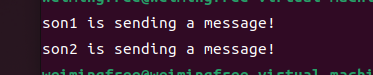 son1 is sending a message!
son2 is sending a message!